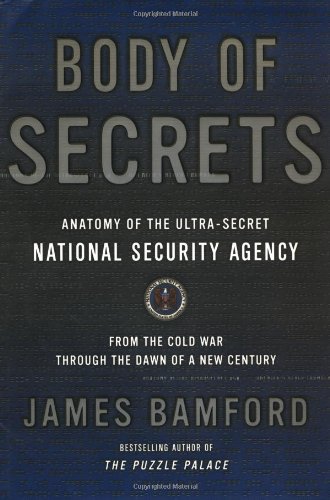 BODY OF
SECRETS
ANATOMY OF THE ULTRA-SECRET
NATIONAL SECURITY AGENCY
FROM THE COLD WAR
THROUGH THE DAWN OF A NEW CENTURY
JAMES BAMFORD
BESTSELLING AUTHOR OF
THE PUZZLE PALACE